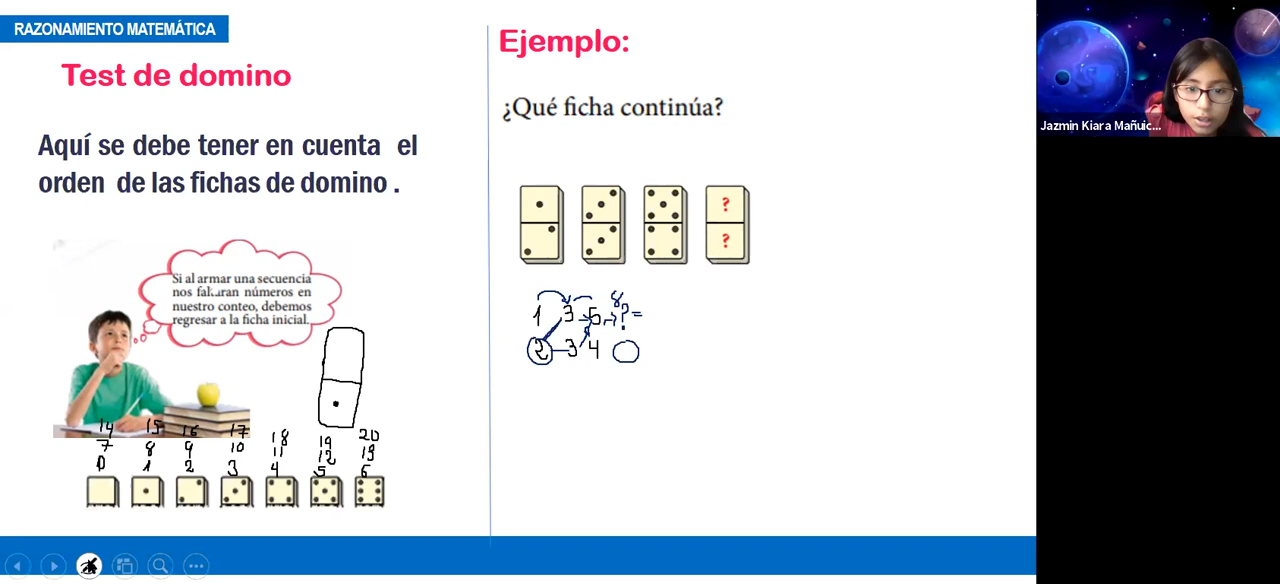 RAZONAMIENTO MATEMÁTICA
Test de domino
Aquí se debe tener en cuenta el
orden de las fichas de domino .
Si al armar una secuencia
nos faltaran números en
nuestro conteo, debemos
regresar a la ficha inicial.
14 15 16 17 18 19 20
7 8 9 10 11 12 13
0 1 2 3 4 5 6
Ejemplo:
¿Qué ficha continúa?
? 
?
8
1 3 5 ? =
2 3 4
Jazmin Kiara Mañuic...